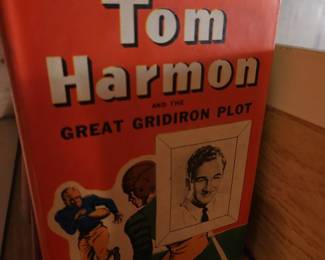 Tom
Harmon
AND THE
GREAT GRIDIRON PLOT